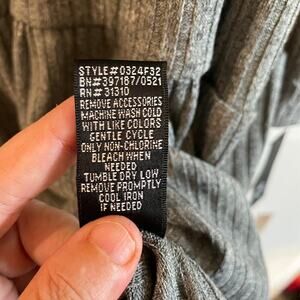 STYLE# 0324F32
BN# 397187/0521
RN# 31310
REMOVE ACCESSORIES
MACHINE WASH COLD
WITH LIKE COLORS
GENTLE CYCLE
ONLY NON-CHLORINE
BLEACH WHEN
NEEDED
TUMBLE DRY LOW
REMOVE PROMPTLY
COOL IRON
IF NEEDED